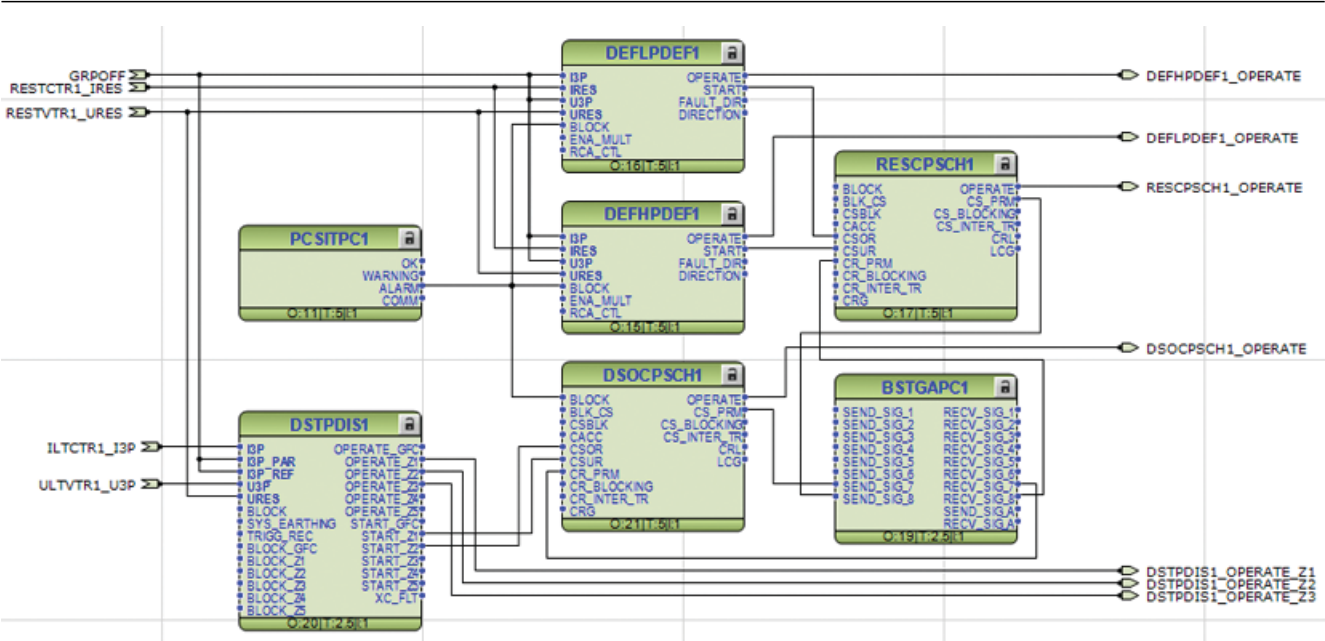 GRPOFF
RESTCTR1_IRES
RESTVTR1_URES
ILTCTR1_I3P
ULTVTR1_U3P
PCSITPC1
OK
WARNING
ALARM
COMM
O:11|T:5|I:1
DSTPDIS1
I3P OPERATE_GFC
I3P_PAR OPERATE_Z1
I3P_REF OPERATE_Z2
U3P OPERATE_Z3
URES OPERATE_Z4
BLOCK OPERATE_Z5
SYS_EARTHNG START_GFC
TRIGG_REC START_Z1
BLOCK_GFC START_Z2
BLOCK_Z1 START_Z3
BLOCK_Z2 START_Z4
BLOCK_Z3 START_Z5
BLOCK_Z4 XC_FLT
BLOCK_Z5
O:20|T:2.5|I:1
DEFLPDEF1
I3P OPERATE
IRES START
U3P FAULT_DIR
URES DIRECTION
BLOCK
ENA_MULT
RCA_CTL
O:16|T:5|I:1
DEFHPDEF1
I3P OPERATE
IRES START
U3P FAULT_DIR
URES DIRECTION
BLOCK
ENA_MULT
RCA_CTL
O:15|T:5|I:1
DSOCPSCH1
BLOCK OPERATE
BLK_CS CS_PRM
CSBLK CS_BLOCKING
CACC CS_INTER_TR
CSOR CRL
CSUR LCG
CR_PRM
CR_BLOCKING
CR_INTER_TR
CRG
O:21|T:5|I:1
RESCPSCH1
BLOCK OPERATE
BLK_CS CS_PRM
CSBLK CS_BLOCKING
CACC CS_INTER_TR
CSOR CRL
CSUR LCG
CR_PRM
CR_BLOCKING
CR_INTER_TR
CRG
O:17|T:5|I:1
BSTGAPC1
SEND_SIG_1 RECV_SIG_1
SEND_SIG_2 RECV_SIG_2
SEND_SIG_3 RECV_SIG_3
SEND_SIG_4 RECV_SIG_4
SEND_SIG_5 RECV_SIG_5
SEND_SIG_6 RECV_SIG_6
SEND_SIG_7 RECV_SIG_7
SEND_SIG_8 RECV_SIG_8
SEND_SIG_A
RECV_SIG_A
O:19|T:2.5|I:1
DEFHPDEF1_OPERATE
DEFLPDEF1_OPERATE
RESCPSCH1_OPERATE
DSOCPSCH1_OPERATE
DSTPDIS1_OPERATE_Z1
DSTPDIS1_OPERATE_Z2
DSTPDIS1_OPERATE_Z3